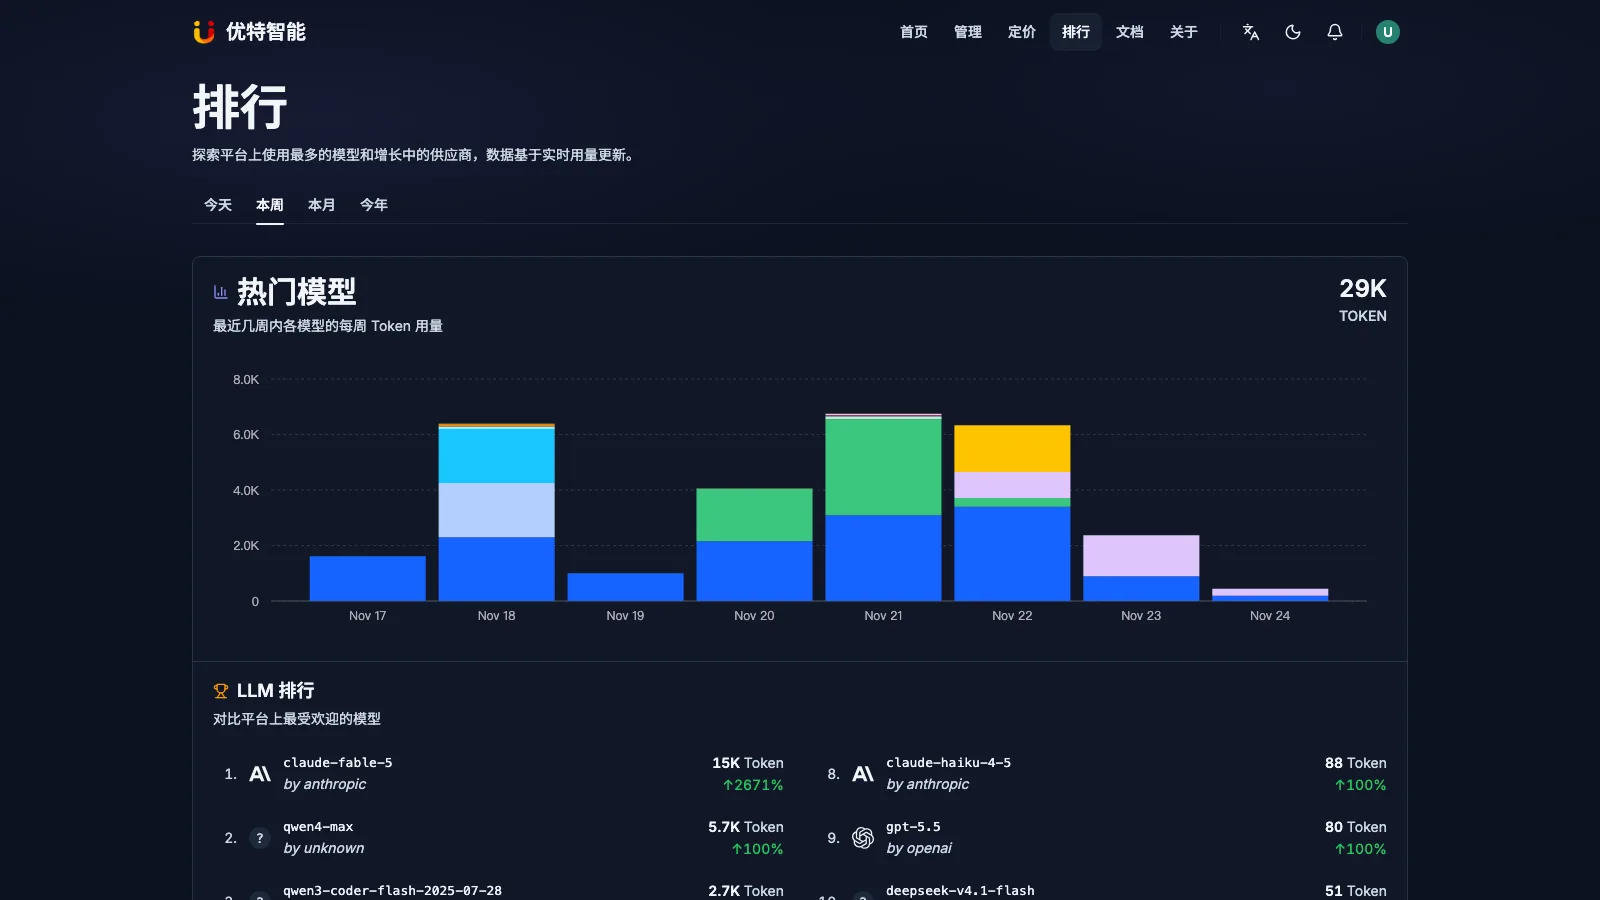 优特智能
首页 管理 定价 排行 文档 关于 U
排行
探索平台上使用最多的模型和增长中的供应商，数据基于实时用量更新。
今天 本周 本月 今年
热门模型
29K
最近几周内各模型的每周 Token 用量
TOKEN
8.0K
6.0K
4.0K
2.0K
0
Nov 17 Nov 18 Nov 19 Nov 20 Nov 21 Nov 22 Nov 23 Nov 24
LLM 排行
对比平台上最受欢迎的模型
1. claude-fable-5 15K Token
by anthropic ↑2671%
2. ? qwen4-max 5.7K Token
by unknown ↑100%
qwen3-coder-flash-2025-07-28 2.7K Token
8. claude-haiku-4-5 88 Token
by anthropic ↑100%
9. gpt-5.5 80 Token
by openai ↑100%
deepseek-v4.1-flash 51 Token